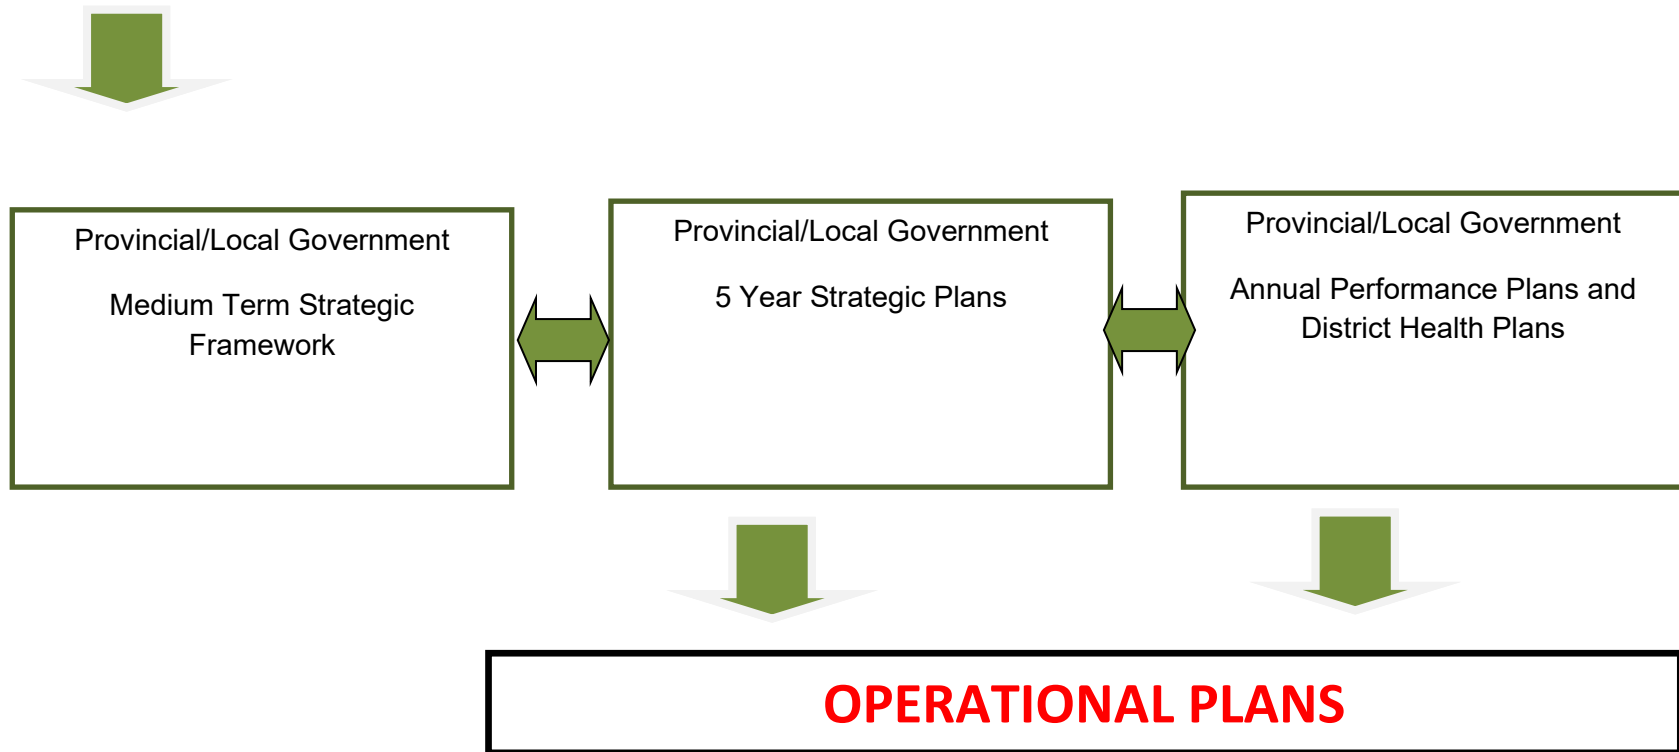 Provincial/Local Government
Medium Term Strategic
Framework
Provincial/Local Government
5 Year Strategic Plans
Provincial/Local Government
Annual Performance Plans and
District Health Plans
OPERATIONAL PLANS